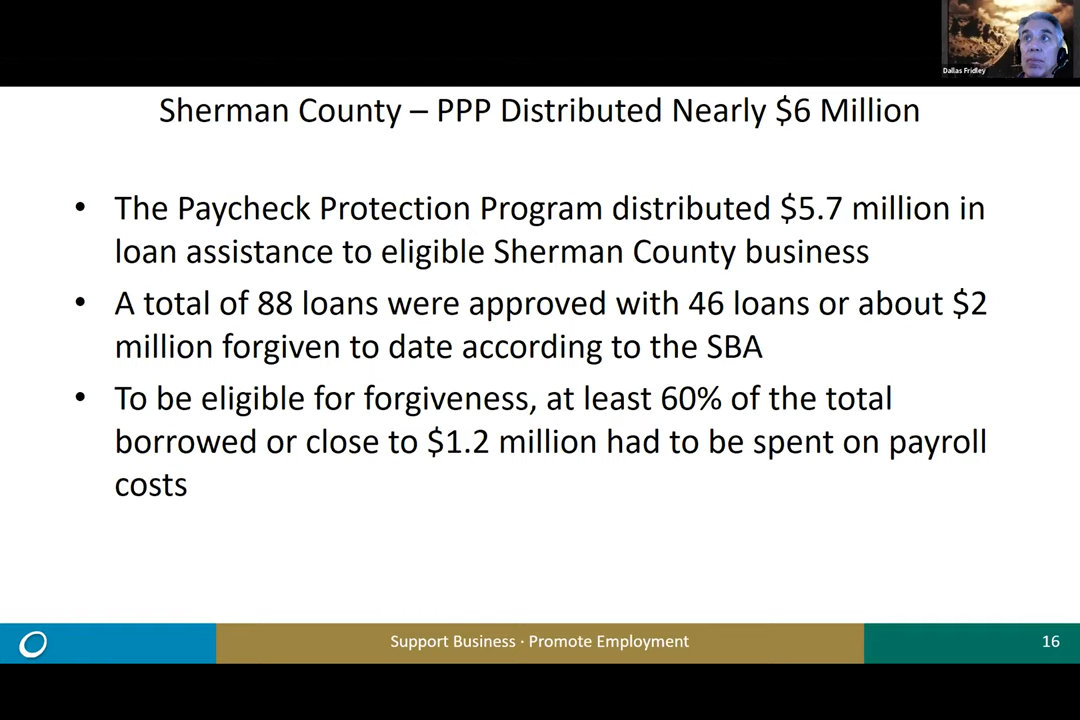 Dallas Fridley
Sherman County – PPP Distributed Nearly $6 Million
• The Paycheck Protection Program distributed $5.7 million in
loan assistance to eligible Sherman County business
• A total of 88 loans were approved with 46 loans or about $2
million forgiven to date according to the SBA
• To be eligible for forgiveness, at least 60% of the total
borrowed or close to $1.2 million had to be spent on payroll
costs
Support Business · Promote Employment
16